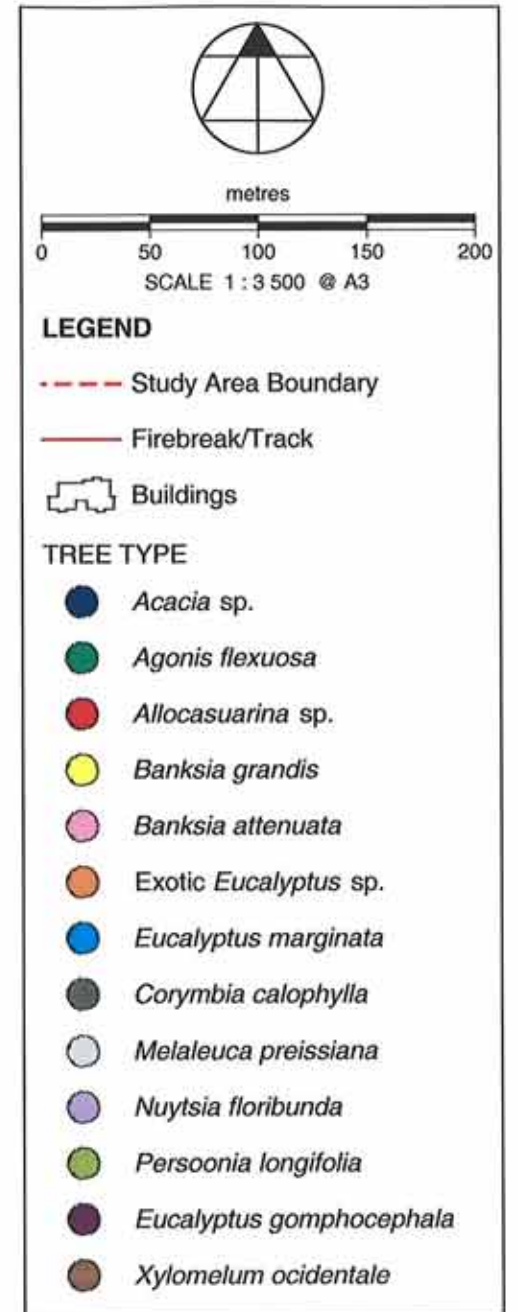 metres
0 50 100 150 200
SCALE 1 : 3 500 @ A3
LEGEND
Study Area Boundary
Firebreak/Track
Buildings
TREE TYPE
Acacia sp.
Agonis flexuosa
Allocasuarina sp.
Banksia grandis
Banksia attenuata
Exotic Eucalyptus sp.
Eucalyptus marginata
Corymbia calophylla
Melaleuca preissiana
Nuytsia floribunda
Persoonia longifolia
Eucalyptus gomphocephala
Xylomelum ocidentale